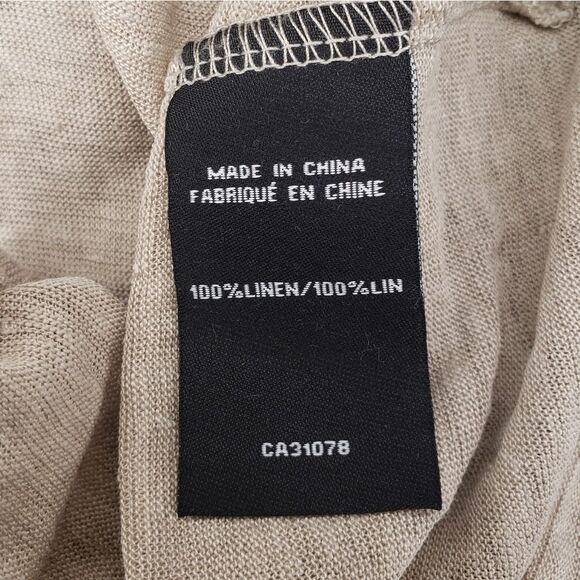 MADE IN CHINA
FABRIQUÉ EN CHINE
100%LINEN/100%LIN
CA31078